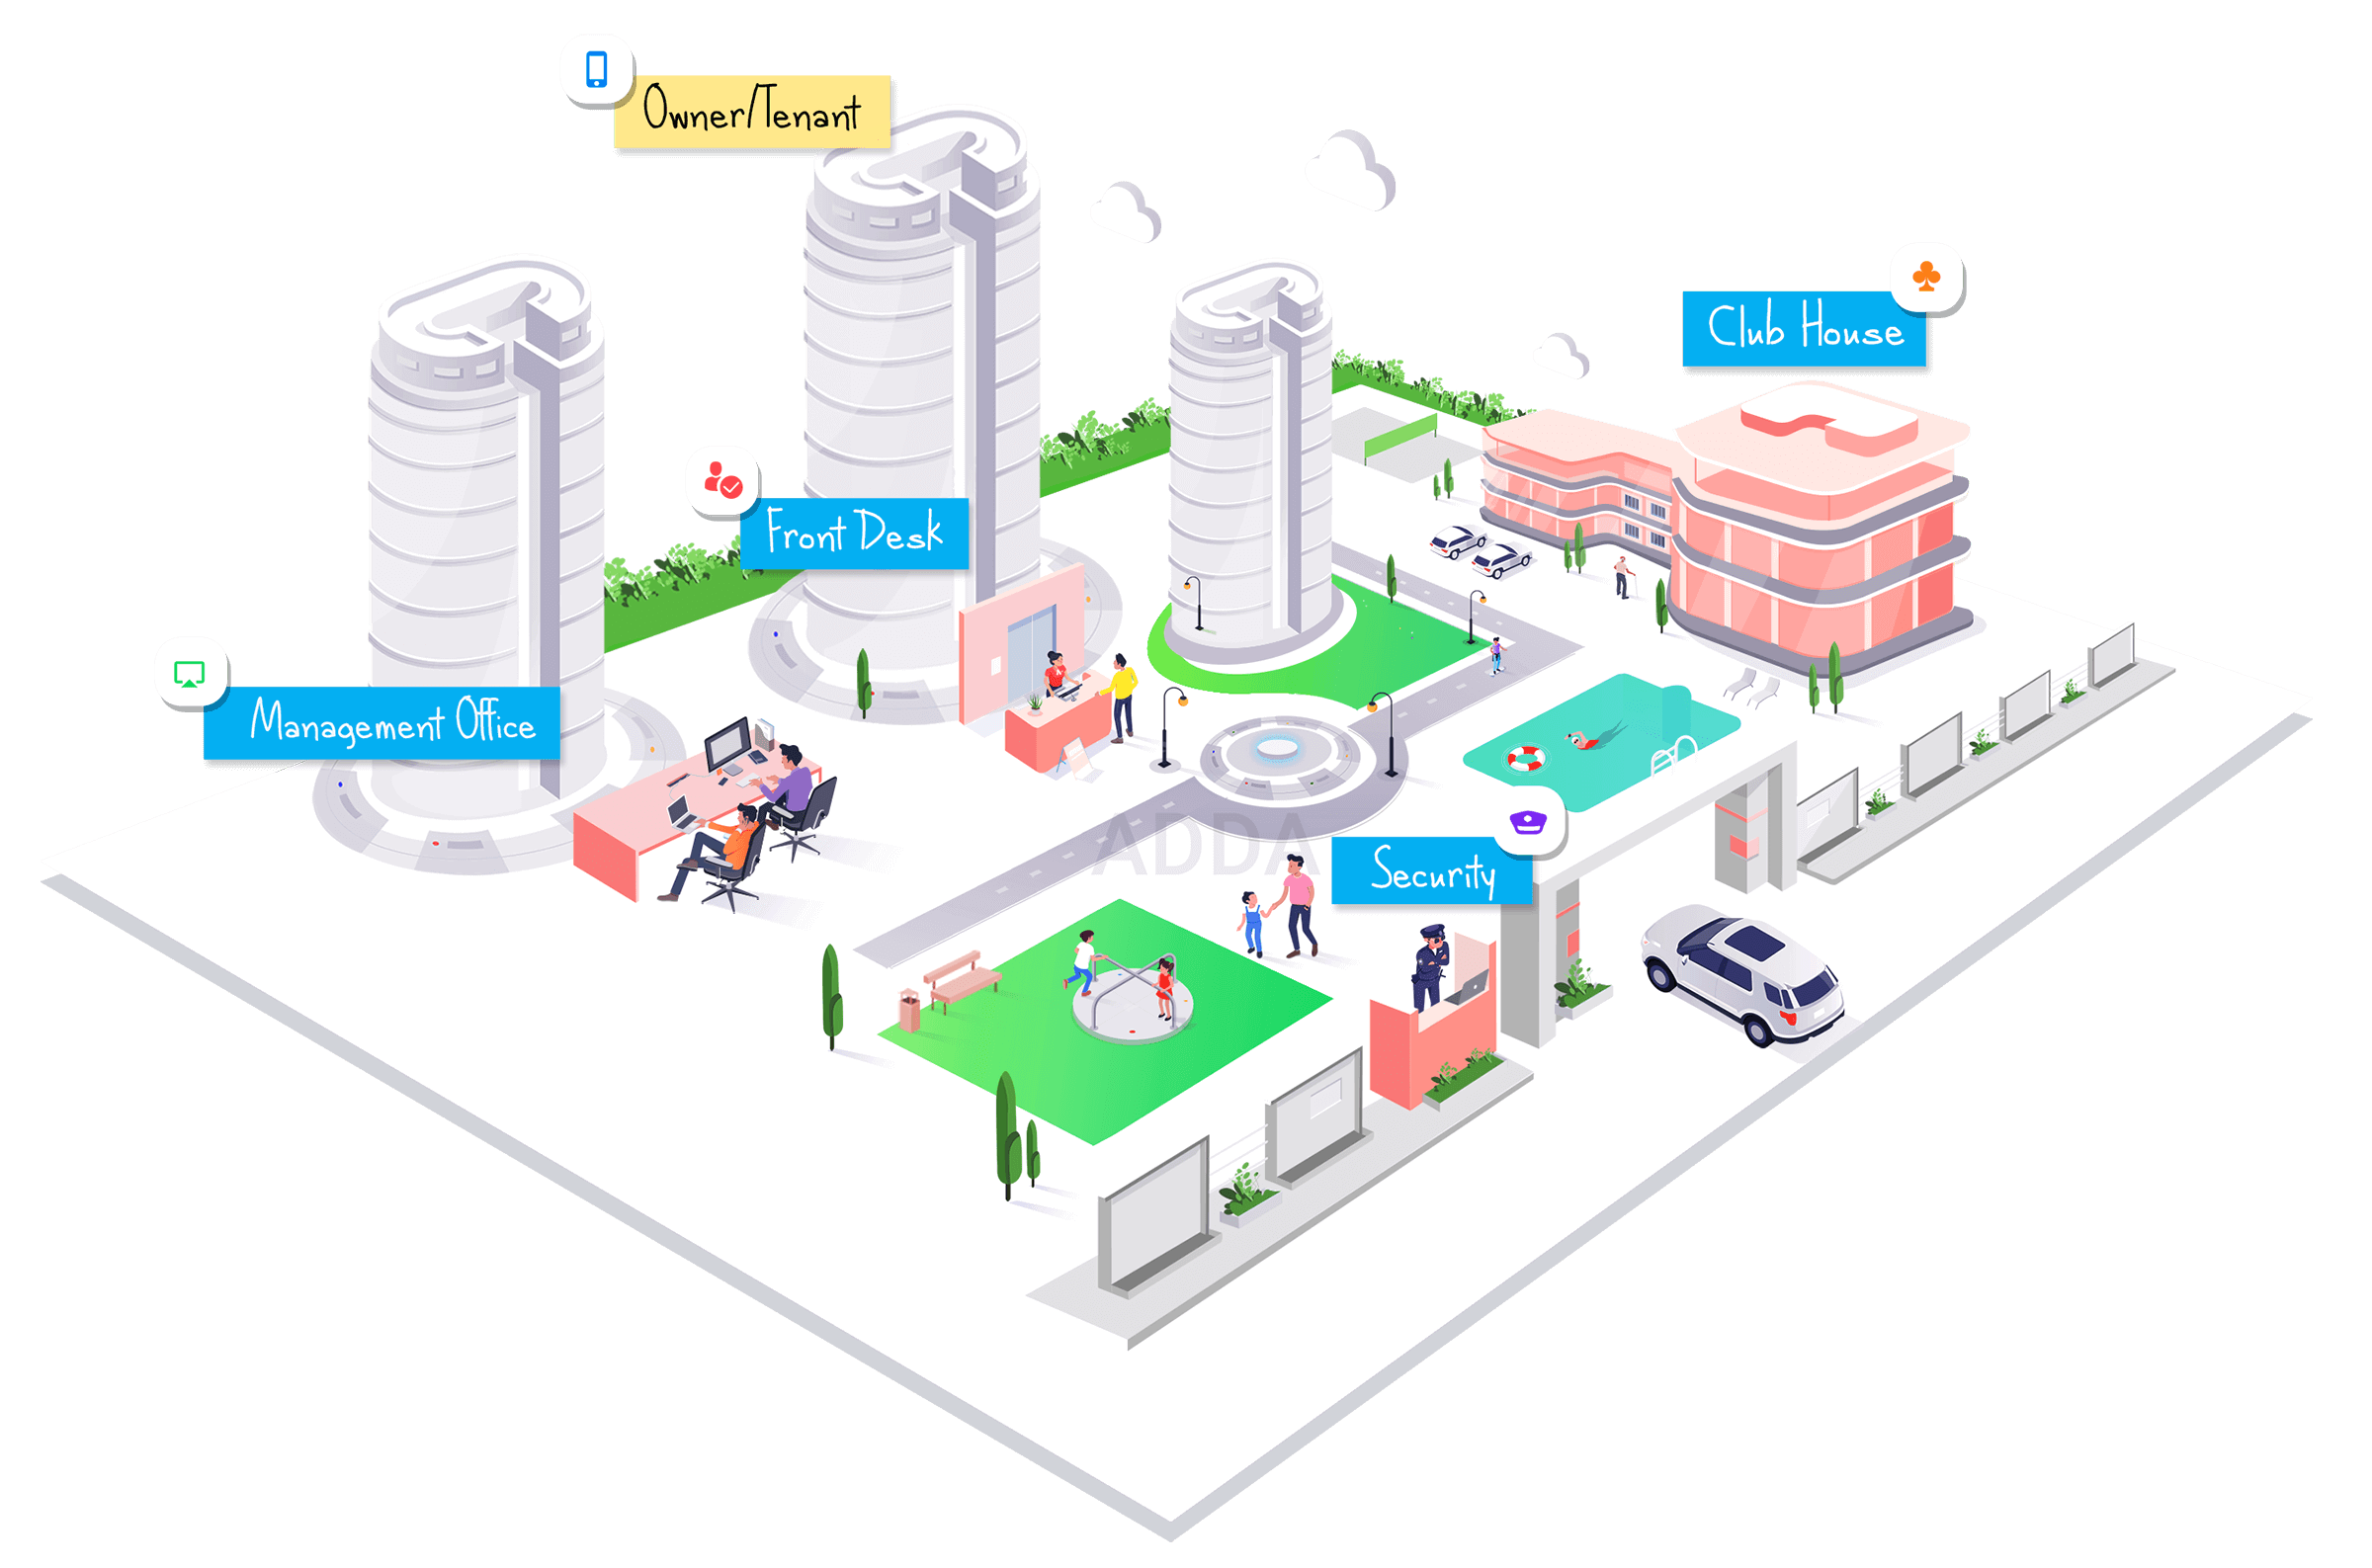 Owner/Tenant
Club House
Front Desk
Management Office
ADDA
Security